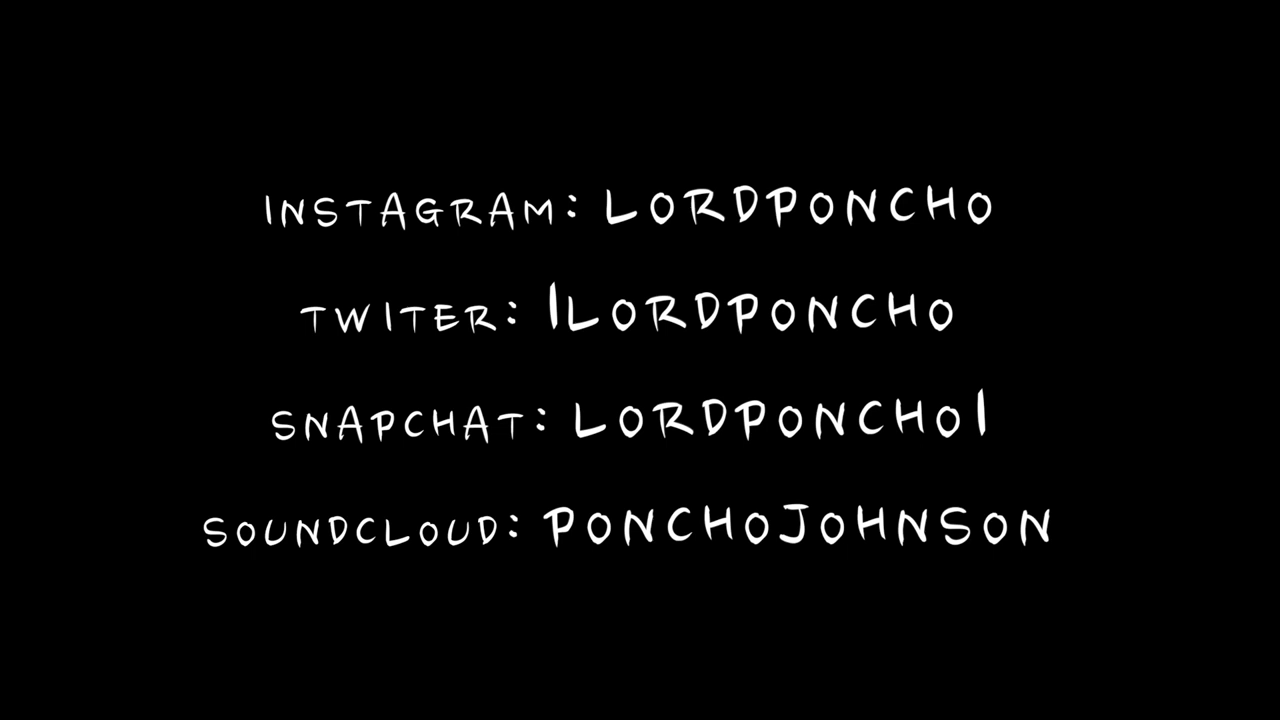 INSTAGRAM: LORDPONCHO
TWITER: 1LORDPONCHO
SNAPCHAT: LORDPONCHO1
SOUNDCLOUD: PONCHOJOHNSON